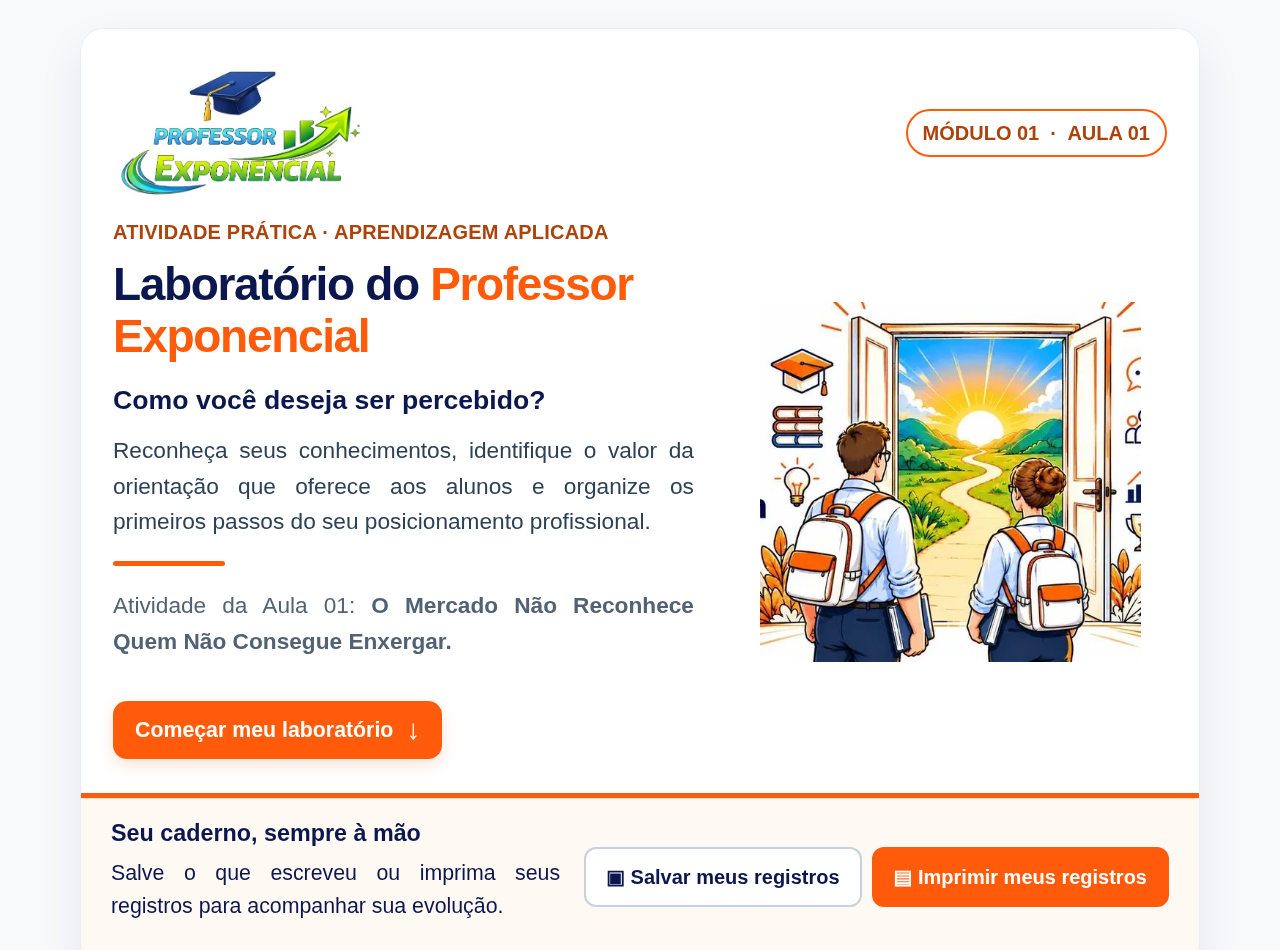 PROFESSOR
EXPONENCIAL
MÓDULO 01 · AULA 01
ATIVIDADE PRÁTICA · APRENDIZAGEM APLICADA
Laboratório do Professor
Exponencial
Como você deseja ser percebido?
Reconheça seus conhecimentos, identifique o valor da
orientação que oferece aos alunos e organize os
primeiros passos do seu posicionamento profissional.
Atividade da Aula 01: O Mercado Não Reconhece
Quem Não Consegue Enxergar.
Começar meu laboratório ↓
Seu caderno, sempre à mão
Salve o que escreveu ou imprima seus
registros para acompanhar sua evolução.
▣ Salvar meus registros
▤ Imprimir meus registros